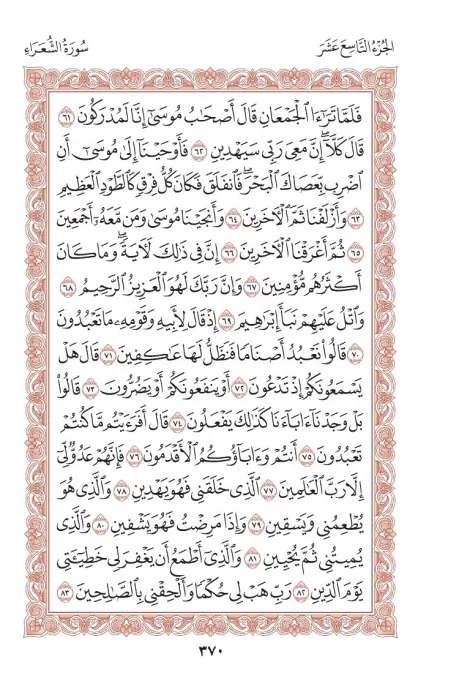 الجزء التاسع عشر
سورة الشعراء
فَلَمَّا تَرَٰٓءَا ٱلۡجَمۡعَانِ قَالَ أَصۡحَٰبُ مُوسَىٰٓ إِنَّا لَمُدۡرَكُونَ ٦١
قَالَ كَلَّآۖ إِنَّ مَعِيَ رَبِّي سَيَهۡدِينِ ٦٢ فَأَوۡحَيۡنَآ إِلَىٰ مُوسَىٰٓ أَنِ
ٱضۡرِب بِّعَصَاكَ ٱلۡبَحۡرَۖ فَٱنفَلَقَ فَكَانَ كُلُّ فِرۡقٖ كَٱلطَّوۡدِ ٱلۡعَظِيمِ
٦٣ وَأَزۡلَفۡنَا ثَمَّ ٱلۡأٓخَرِينَ ٦٤ وَأَنجَيۡنَا مُوسَىٰ وَمَن مَّعَهُۥٓ أَجۡمَعِينَ
٦٥ ثُمَّ أَغۡرَقۡنَا ٱلۡأٓخَرِينَ ٦٦ إِنَّ فِي ذَٰلِكَ لَأٓيَةٗۖ وَمَا كَانَ
أَكۡثَرُهُم مُّؤۡمِنِينَ ٦٧ وَإِنَّ رَبَّكَ لَهُوَ ٱلۡعَزِيزُ ٱلرَّحِيمُ ٦٨
وَٱتۡلُ عَلَيۡهِمۡ نَبَأَ إِبۡرَٰهِيمَ ٦٩ إِذۡ قَالَ لِأَبِيهِ وَقَوۡمِهِۦ مَا تَعۡبُدُونَ
٧٠ قَالُواْ نَعۡبُدُ أَصۡنَامٗا فَنَظَلُّ لَهَا عَٰكِفِينَ ٧١ قَالَ هَلۡ
يَسۡمَعُونَكُمۡ إِذۡ تَدۡعُونَ ٧٢ أَوۡ يَنفَعُونَكُمۡ أَوۡ يَضُرُّونَ ٧٣ قَالُواْ
بَلۡ وَجَدۡنَآ ءَابَآءَنَا كَذَٰلِكَ يَفۡعَلُونَ ٧٤ قَالَ أَفَرَءَيۡتُم مَّا كُنتُمۡ
تَعۡبُدُونَ ٧٥ أَنتُمۡ وَءَابَآؤُكُمُ ٱلۡأَقۡدَمُونَ ٧٦ فَإِنَّهُمۡ عَدُوّٞ لِّيٓ
إِلَّا رَبَّ ٱلۡعَٰلَمِينَ ٧٧ ٱلَّذِي خَلَقَنِي فَهُوَ يَهۡدِينِ ٧٨ وَٱلَّذِي هُوَ
يُطۡعِمُنِي وَيَسۡقِينِ ٧٩ وَإِذَا مَرِضۡتُ فَهُوَ يَشۡفِينِ ٨٠ وَٱلَّذِي
يُمِيتُنِي ثُمَّ يُحۡيِينِ ٨١ وَٱلَّذِيٓ أَطۡمَعُ أَن يَغۡفِرَ لِي خَطِيٓـَٔتِي
يَوۡمَ ٱلدِّينِ ٨٢ رَبِّ هَبۡ لِي حُكۡمٗا وَأَلۡحِقۡنِي بِٱلصَّٰلِحِينَ ٨٣
٣٧٠